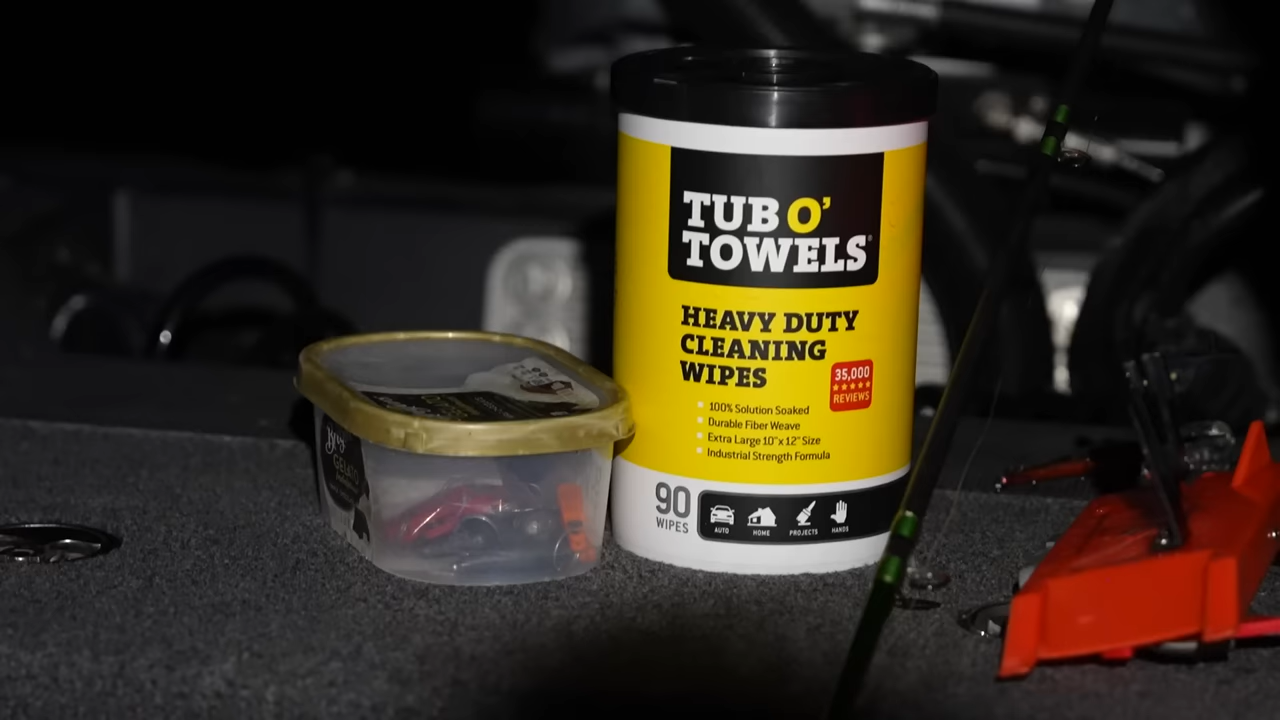 TUB O'
TOWELS®
HEAVY DUTY
CLEANING
WIPES
35,000
REVIEWS
100% Solution Soaked
Durable Fiber Weave
Extra Large 10"x 12" Size
Industrial Strength Formula
90
WIPES
AUTO
HOME
PROJECTS
HANDS
GELATO